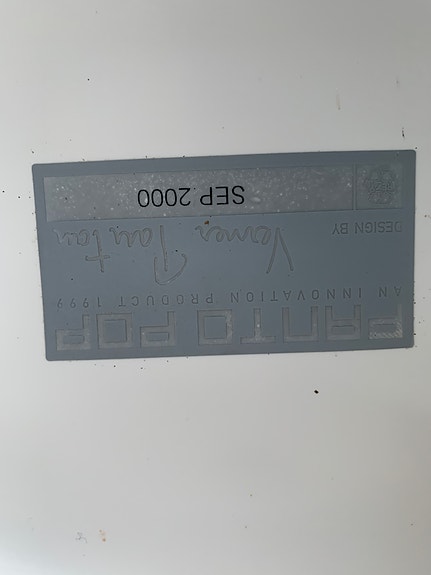 PANTO POP
AN INNOVATION PRODUCT 1999
DESIGN BY Verner Panton
SEP 2000